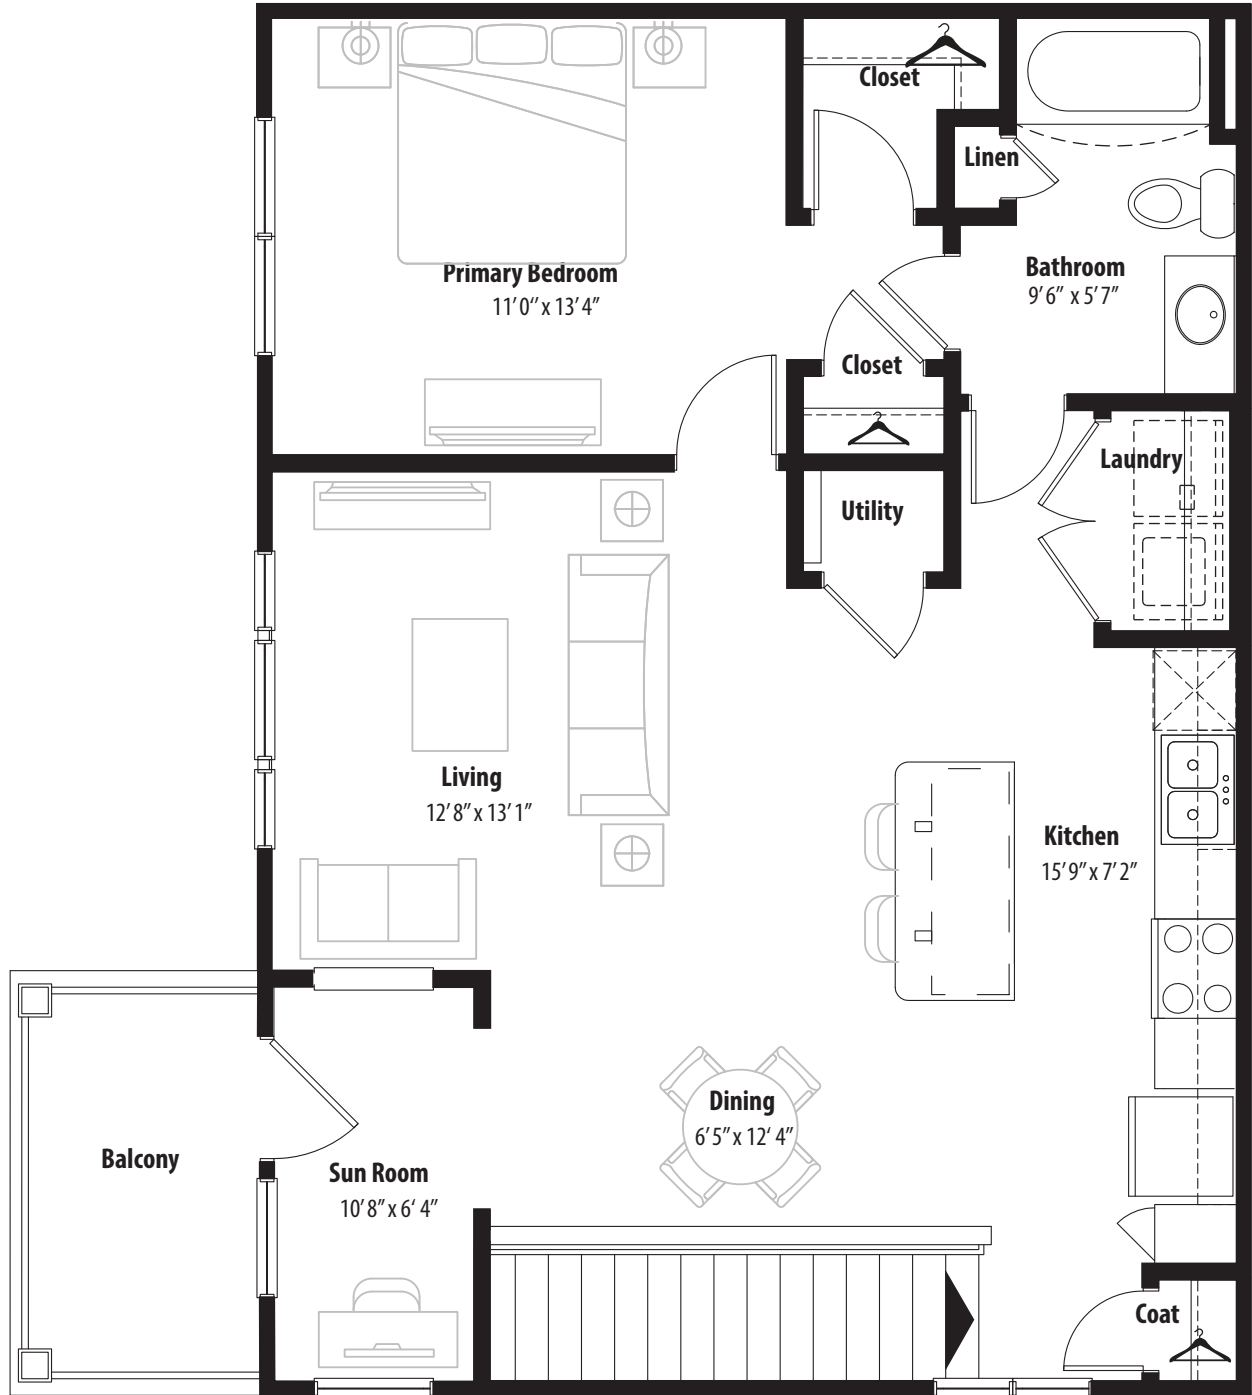 Closet
Linen
Primary Bedroom
11'0" x 13'4"
Bathroom
9'6" x 5'7"
Closet
Laundry
Utility
Living
12'8" x 13'1"
Kitchen
15'9" x 7'2"
Dining
6'5" x 12'4"
Balcony
Sun Room
10'8" x 6'4"
Coat